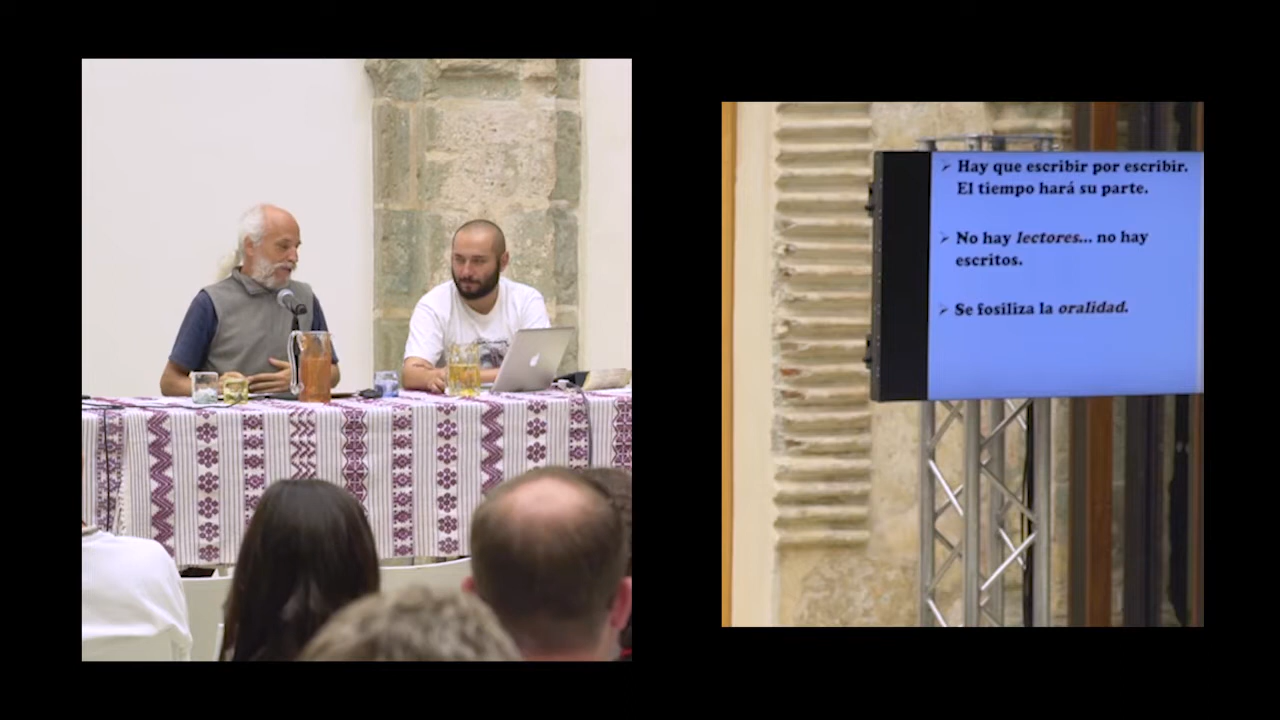 ➢ Hay que escribir por escribir.
El tiempo hará su parte.
➢ No hay lectores... no hay
escritos.
➢ Se fosiliza la oralidad.